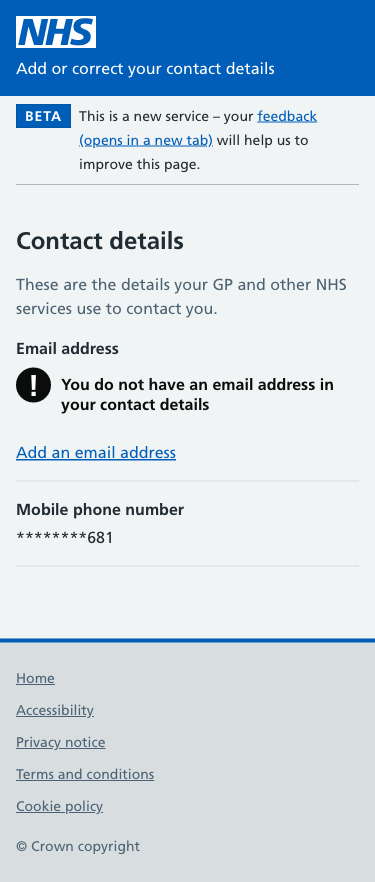 NHS
Add or correct your contact details
BETA This is a new service – your feedback
(opens in a new tab) will help us to
improve this page.
Contact details
These are the details your GP and other NHS
services use to contact you.
Email address
! You do not have an email address in
your contact details
Add an email address
Mobile phone number
********681
Home
Accessibility
Privacy notice
Terms and conditions
Cookie policy
© Crown copyright